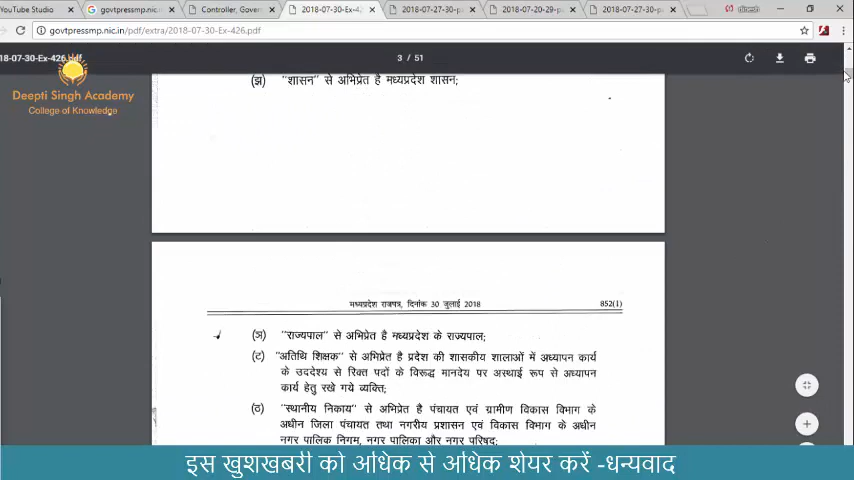 YouTube Studio
govtpressmp.nic.in
Controller, Gover
2018-07-30-Ex-4
2018-07-27-30-p
2018-07-20-29-p
2018-07-27-30-p
dinesh
govtpressmp.nic.in/pdf/extra/2018-07-30-Ex-426.pdf
18-07-30-Ex-426.pdf
3 / 51
Deepti Singh Academy
College of Knowledge
(झ) "शासन" से अभिप्रेत है मध्यप्रदेश शासन;
मध्यप्रदेश राजपत्र, दिनांक 30 जुलाई 2018 852(1)
(ञ) "राज्यपाल" से अभिप्रेत है मध्यप्रदेश के राज्यपाल;
(ट) "अतिथि शिक्षक" से अभिप्रेत है प्रदेश की शासकीय शालाओं में अध्यापन कार्य
के उददेश्य से रिक्त पदों के विरूद्ध मानदेय पर अस्थाई रूप से अध्यापन
कार्य हेतु रखे गये व्यक्ति;
(ठ) "स्थानीय निकाय" से अभिप्रेत है पंचायत एवं ग्रामीण विकास विभाग के
अधीन जिला पंचायत तथा नगरीय प्रशासन एवं विकास विभाग के अधीन
नगर पालिक निगम, नगर पालिका और नगर परिषद;
इस खुशखबरी को अधिक से अधिक शेयर करें -धन्यवाद